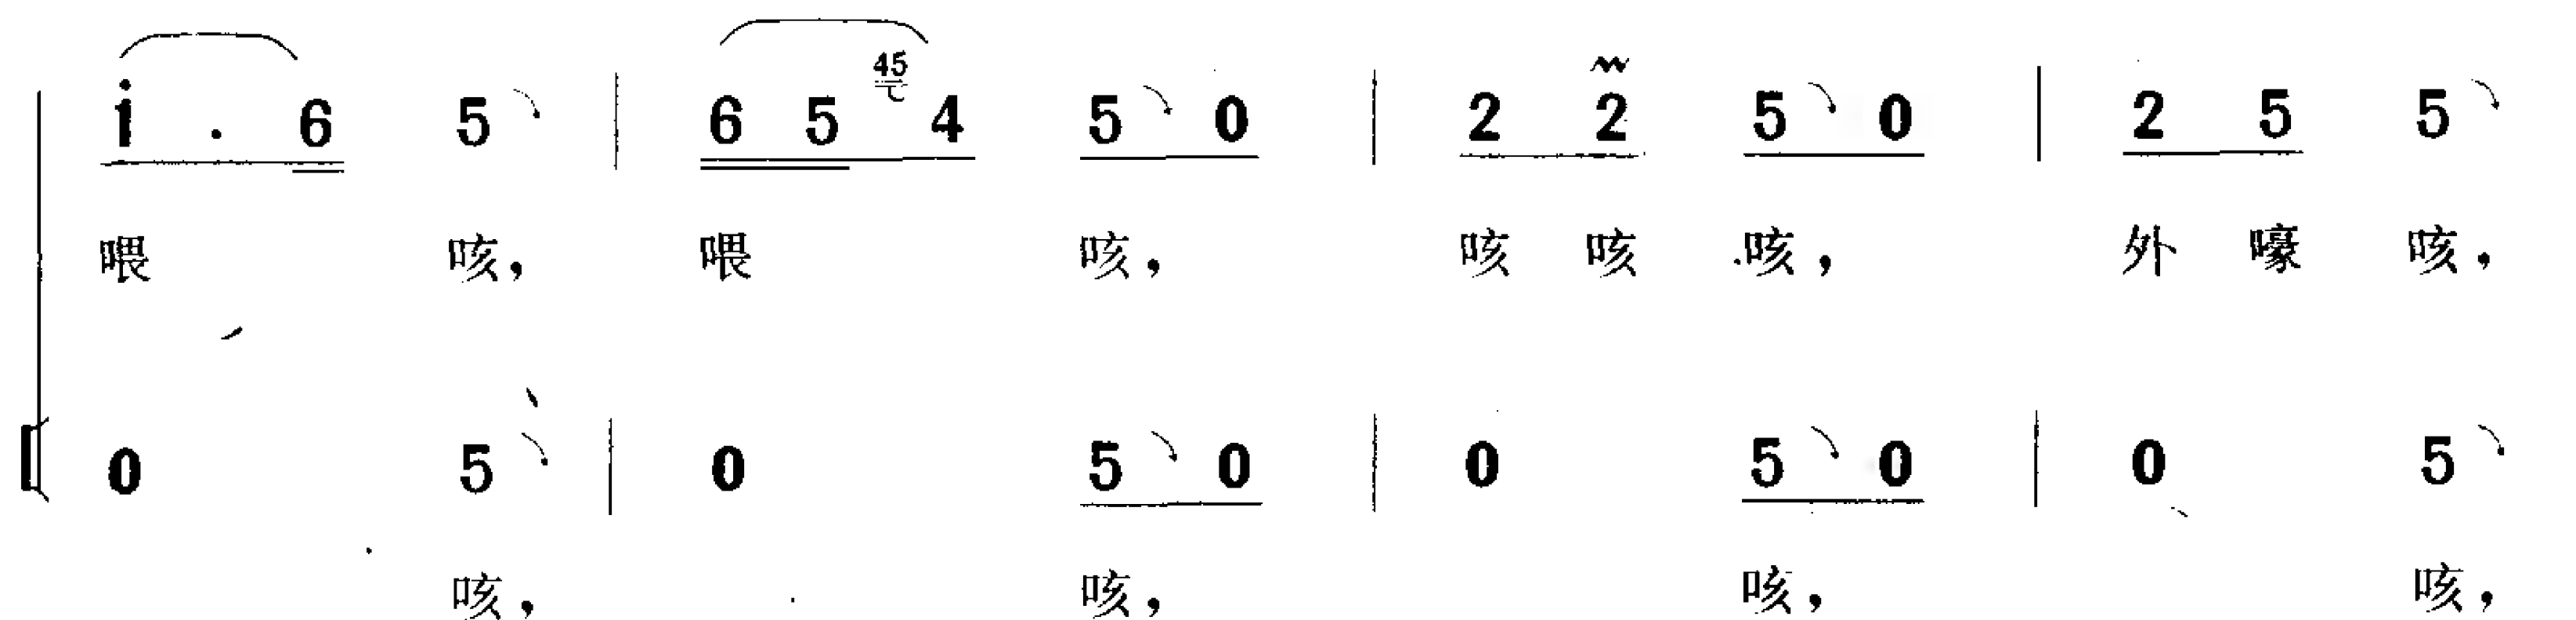 i̇ . 6 5 | 6 5 45 4 5 0 | 2 2 5 0 | 2 5 5
喂 咳， 喂 咳， 咳 咳 咳， 外 嚎 咳，
0 5 | 0 5 0 | 0 5 0 | 0 5
咳， 咳， 咳， 咳，